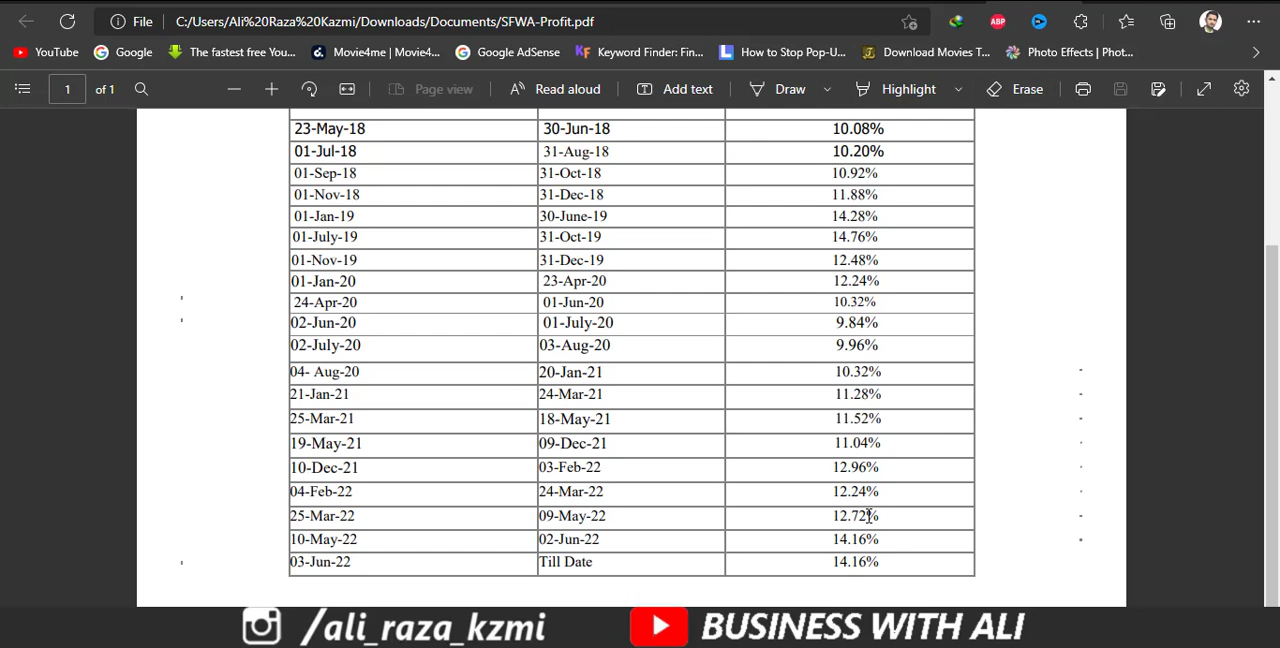 File C:/Users/Ali%20Raza%20Kazmi/Downloads/Documents/SFWA-Profit.pdf ABP
YouTube Google The fastest free You... Movie4me | Movie4... Google AdSense KF Keyword Finder: Fin... L How to Stop Pop-U... Download Movies T... Photo Effects | Phot...
1 of 1 Page view Read aloud Add text Draw Highlight Erase
23-May-18 30-Jun-18 10.08%
01-Jul-18 31-Aug-18 10.20%
01-Sep-18 31-Oct-18 10.92%
01-Nov-18 31-Dec-18 11.88%
01-Jan-19 30-June-19 14.28%
01-July-19 31-Oct-19 14.76%
01-Nov-19 31-Dec-19 12.48%
01-Jan-20 23-Apr-20 12.24%
24-Apr-20 01-Jun-20 10.32%
02-Jun-20 01-July-20 9.84%
02-July-20 03-Aug-20 9.96%
04- Aug-20 20-Jan-21 10.32%
21-Jan-21 24-Mar-21 11.28%
25-Mar-21 18-May-21 11.52%
19-May-21 09-Dec-21 11.04%
10-Dec-21 03-Feb-22 12.96%
04-Feb-22 24-Mar-22 12.24%
25-Mar-22 09-May-22 12.72%
10-May-22 02-Jun-22 14.16%
03-Jun-22 Till Date 14.16%
/ali_raza_kzmi BUSINESS WITH ALI